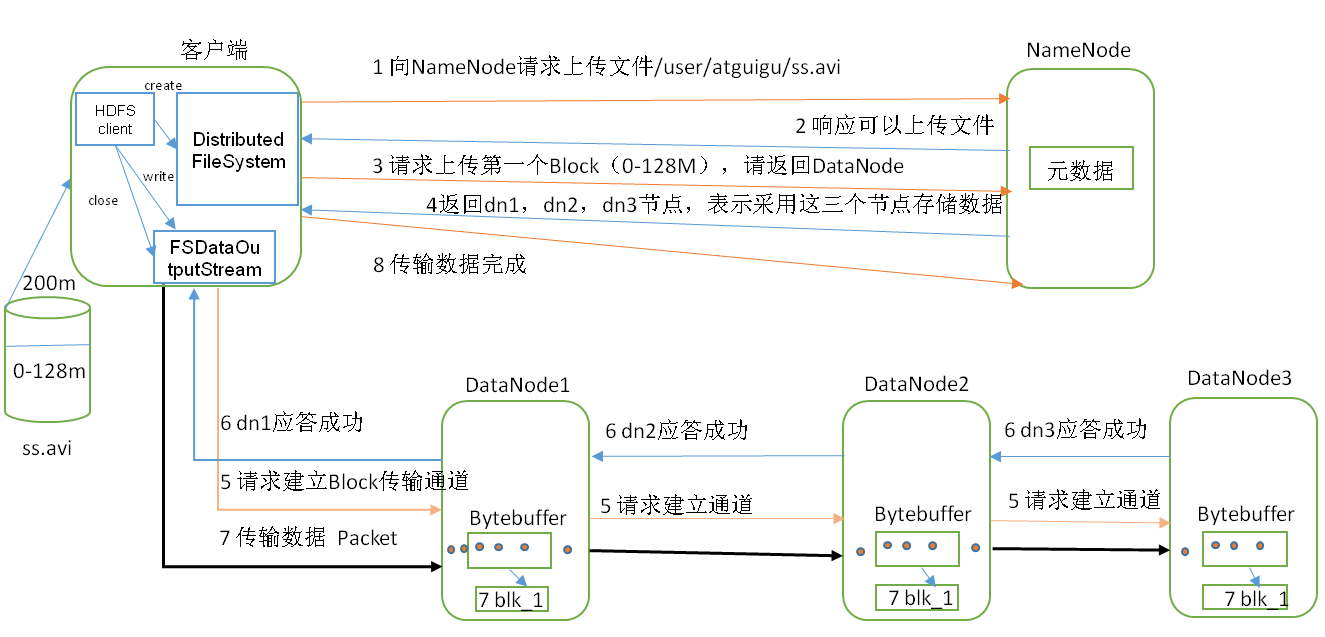 客户端
NameNode
1 向NameNode请求上传文件/user/atguigu/ss.avi
create
HDFS
client
Distributed
FileSystem
2 响应可以上传文件
3 请求上传第一个Block（0-128M），请返回DataNode
元数据
write
close
4返回dn1，dn2，dn3节点，表示采用这三个节点存储数据
FSDataOu
tputStream
8 传输数据完成
200m
0-128m
ss.avi
DataNode1
DataNode2
DataNode3
6 dn1应答成功
6 dn2应答成功
6 dn3应答成功
5 请求建立Block传输通道
5 请求建立通道
5 请求建立通道
7 传输数据 Packet
Bytebuffer
Bytebuffer
Bytebuffer
7 blk_1
7 blk_1
7 blk_1